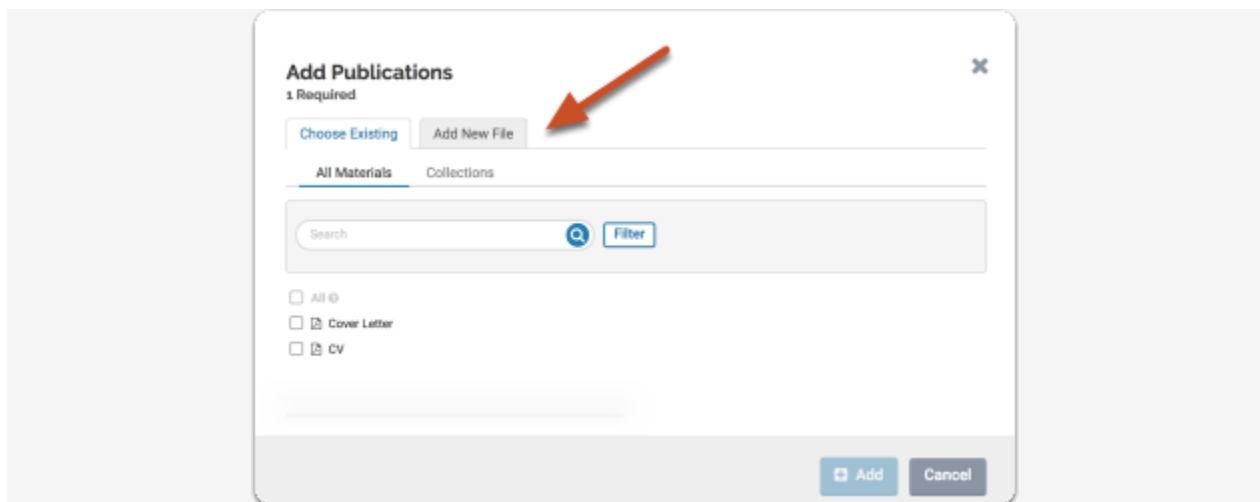 Add Publications
1 Required
Choose Existing Add New File
All Materials Collections
Search Filter
All
Cover Letter
CV
Add Cancel